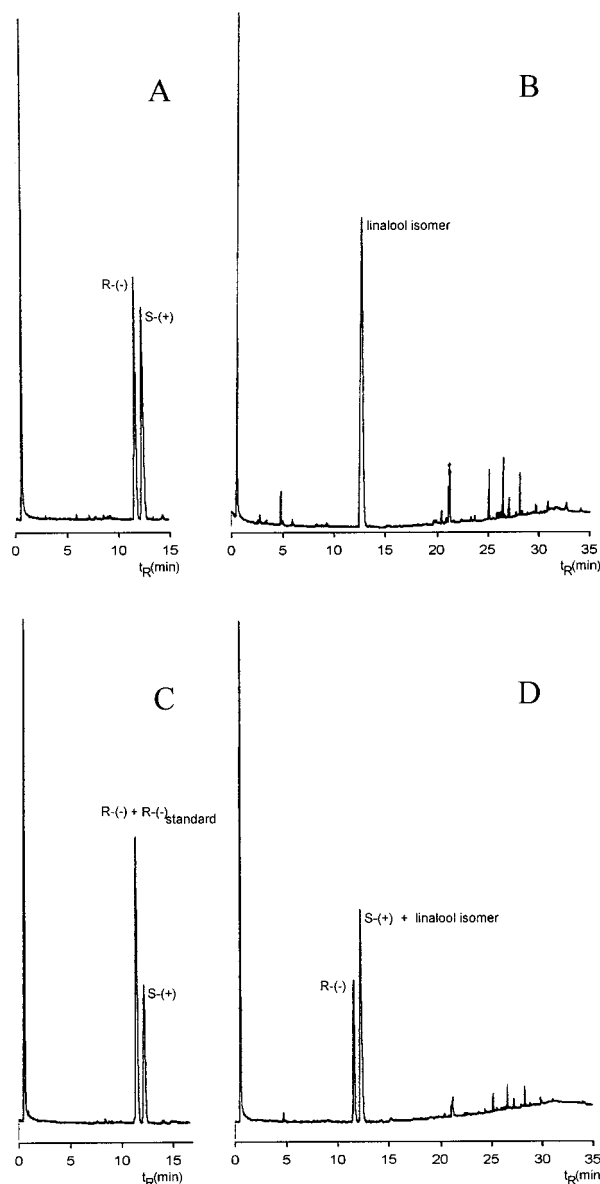 A
R-(-)
S-(+)
0 5 10 15
tR(min)
B
linalool isomer
0 5 10 15 20 25 30 35
tR(min)
C
R-(-) + R-(-)standard
S-(+)
0 5 10 15
tR(min)
D
S-(+) + linalool isomer
R-(-)
0 5 10 15 20 25 30 35
tR(min)